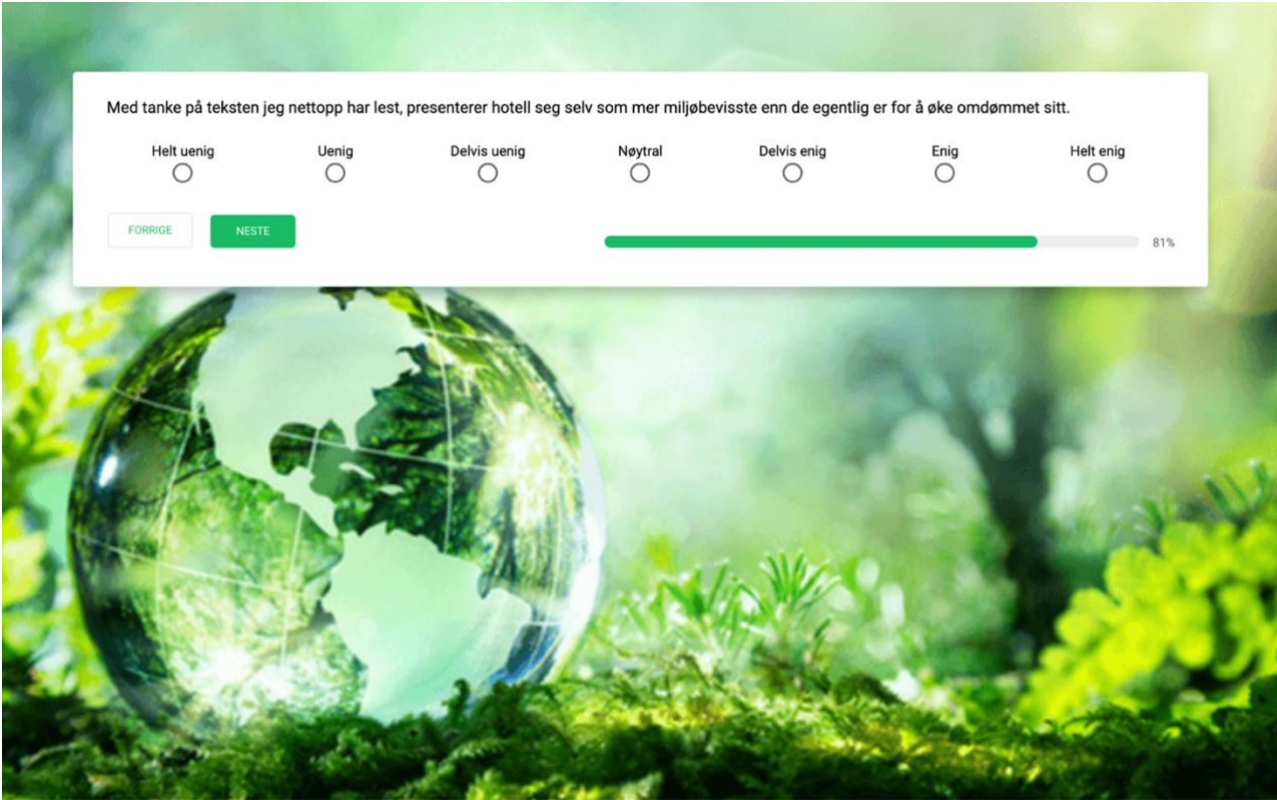 Med tanke på teksten jeg nettopp har lest, presenterer hotell seg selv som mer miljøbevisste enn de egentlig er for å øke omdømmet sitt.
Helt uenig Uenig Delvis uenig Nøytral Delvis enig Enig Helt enig
FORRIGE NESTE 81%